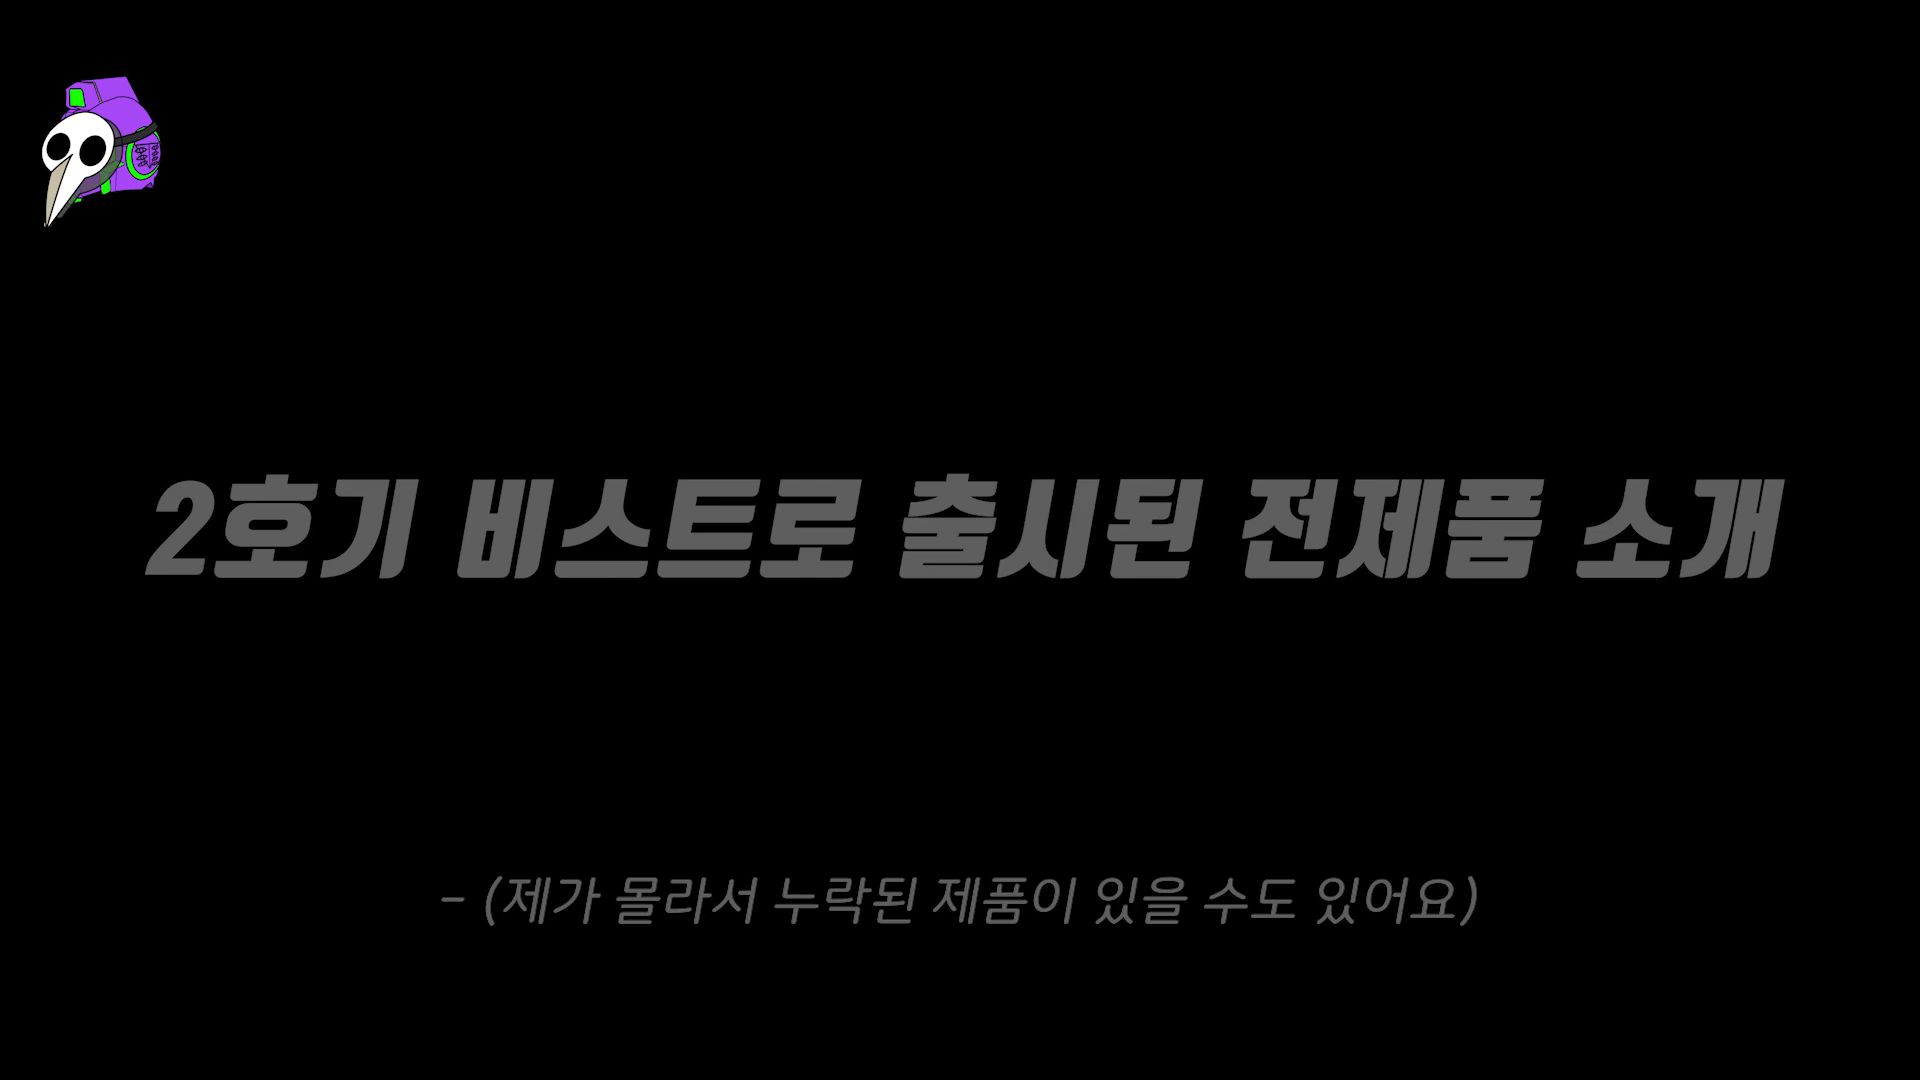 2호기 비스트로 출시된 전제품 소개
- (제가 몰라서 누락된 제품이 있을 수도 있어요)